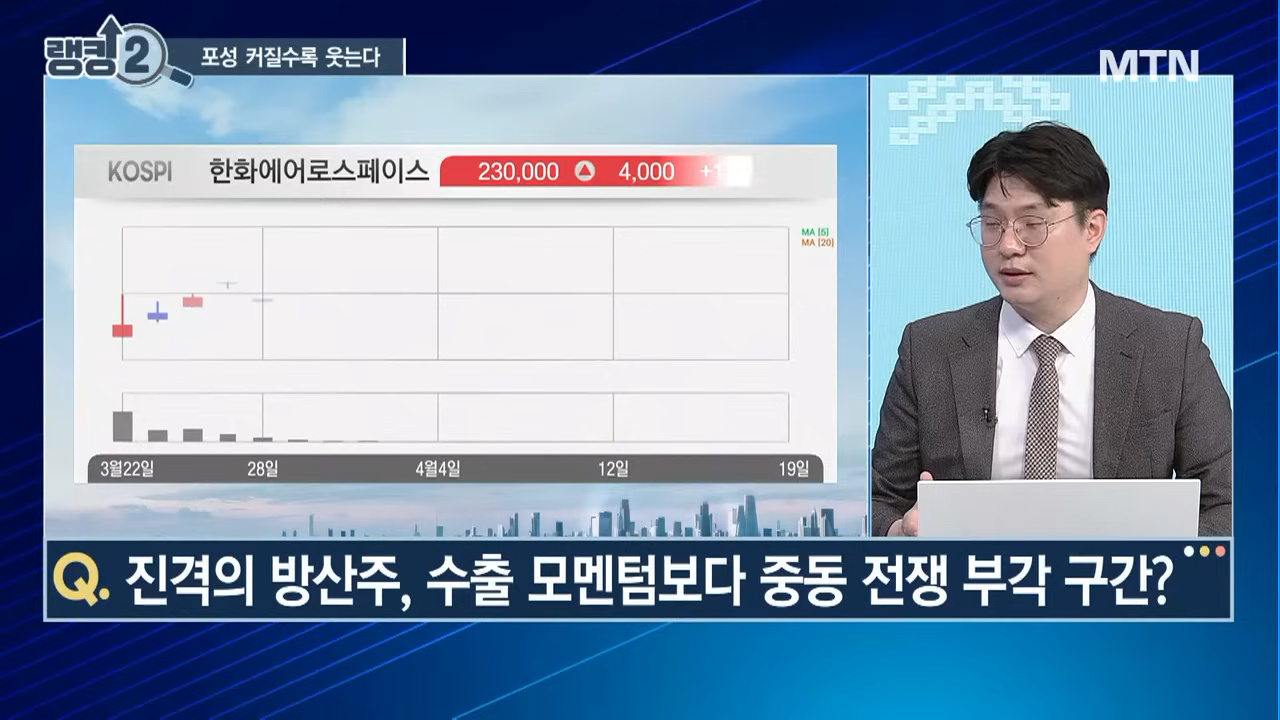 랭킹2
포성 커질수록 웃는다
MTN
KOSPI 한화에어로스페이스 230,000 4,000 +1
MA [5]
MA [20]
3월22일 28일 4월4일 12일 19일
Q. 진격의 방산주, 수출 모멘텀보다 중동 전쟁 부각 구간?